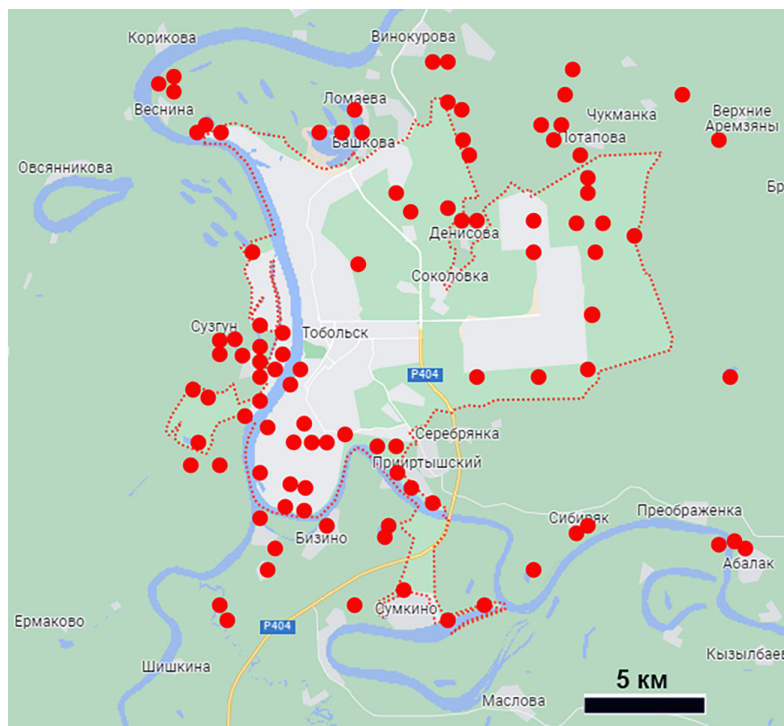 Корикова
Винокурова
Веснина
Ломаева
Башкова
Чукманка
Потапова
Верхние
Аремзяны
Овсянникова
Бр
Денисова
Соколовка
Сузгун
Тобольск
Р404
Серебрянка
Прииртышский
Сибиряк
Преображенка
Бизино
Абалак
Ермаково
Р404
Сумкино
Шишкина
Кызылбаев
5 км
Маслова